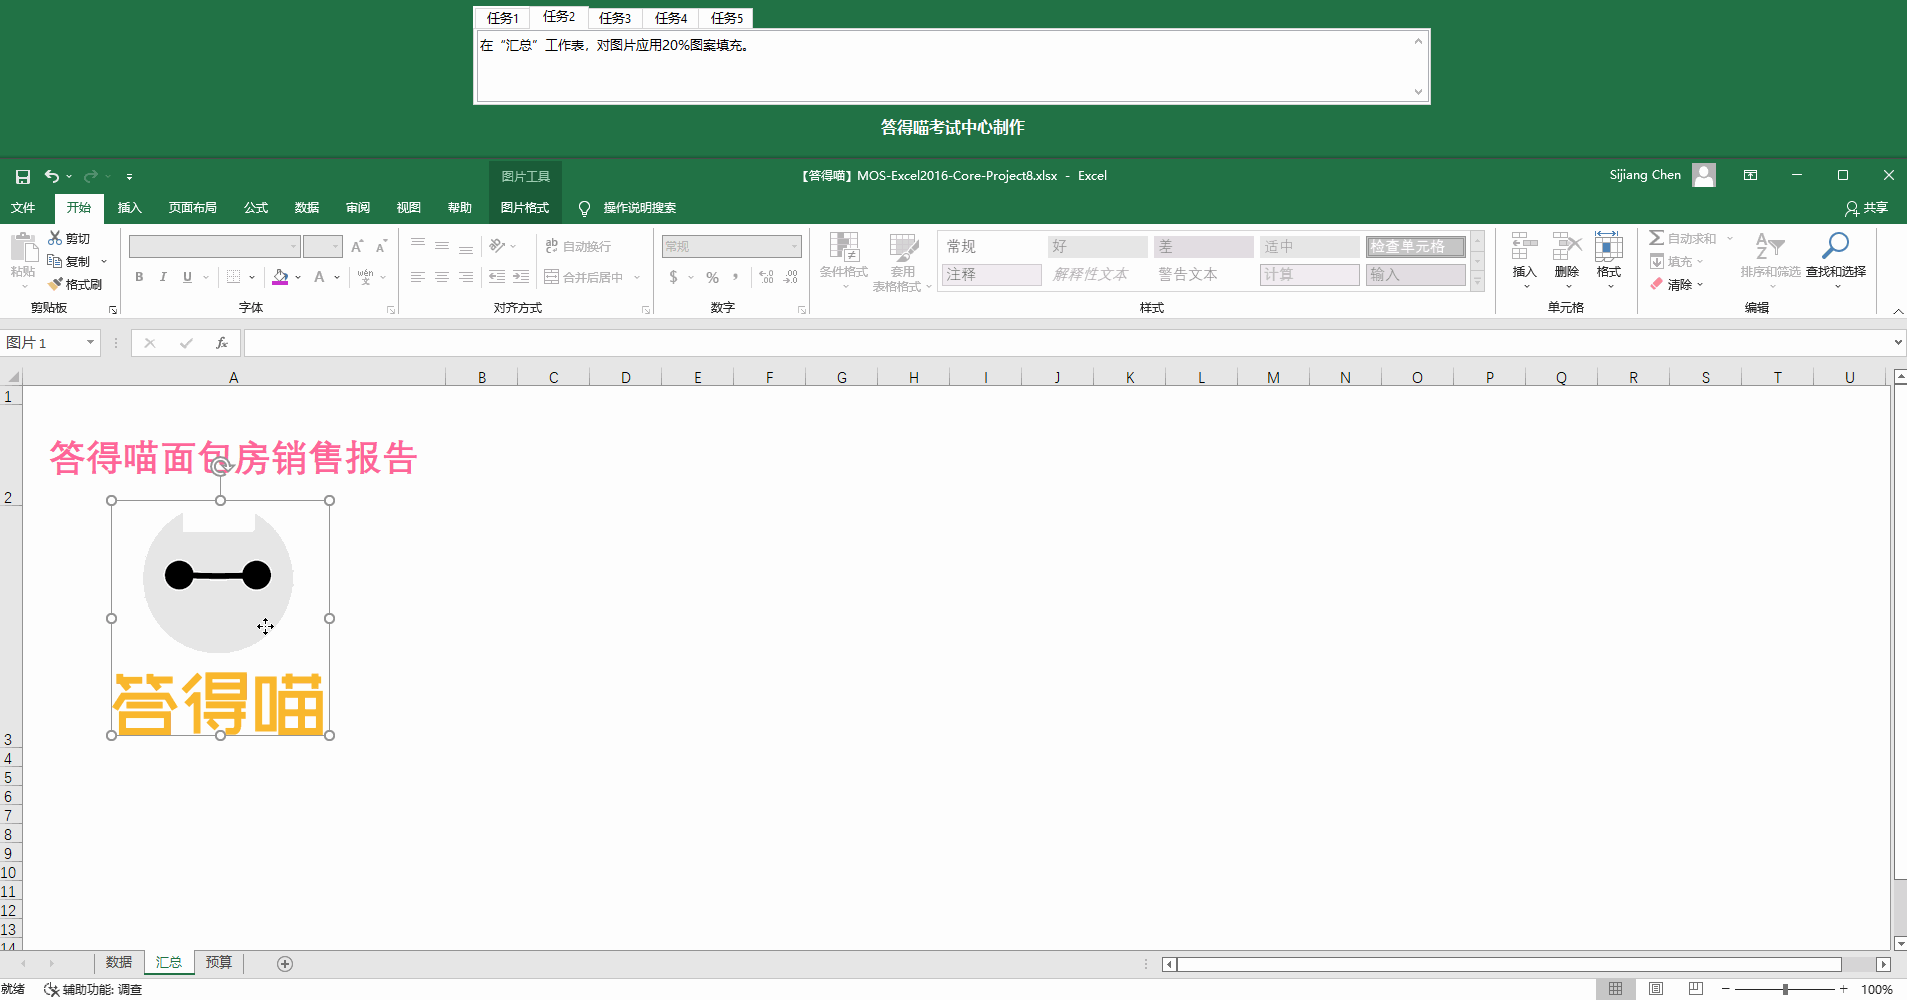 任务1 任务2 任务3 任务4 任务5
在“汇总”工作表，对图片应用20%图案填充。
答得喵考试中心制作
图片工具
【答得喵】MOS-Excel2016-Core-Project8.xlsx - Excel
Sijiang Chen
文件 开始 插入 页面布局 公式 数据 审阅 视图 帮助 图片格式 操作说明搜索 共享
粘贴 剪切 复制 格式刷
剪贴板
B I U A wén 文
字体
ab 自动换行
合并后居中
对齐方式
常规
$ % , .00 .0
数字
条件格式 套用表格格式
常规 好 差 适中 检查单元格
注释 解释性文本 警告文本 计算 输入
样式
插入 删除 格式
单元格
自动求和
填充
清除
排序和筛选 查找和选择
编辑
图片 1
fx
A B C D E F G H I J K L M N O P Q R S T U
1
答得喵面包房销售报告
2
答得喵
3
4
5
6
7
8
9
10
11
12
13
14
数据 汇总 预算
就绪 辅助功能: 调查
100%